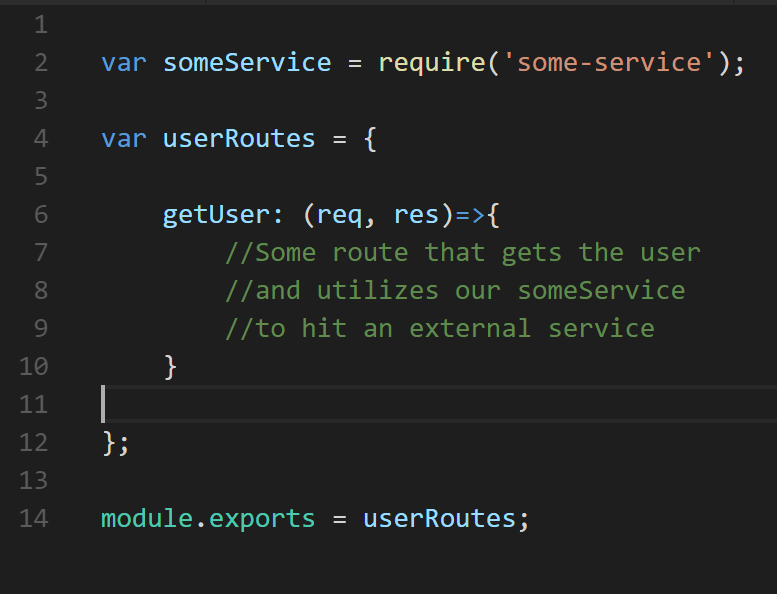 1
2 var someService = require('some-service');
3
4 var userRoutes = {
5
6 getUser: (req, res)=>{
7 //Some route that gets the user
8 //and utilizes our someService
9 //to hit an external service
10 }
11
12 };
13
14 module.exports = userRoutes;